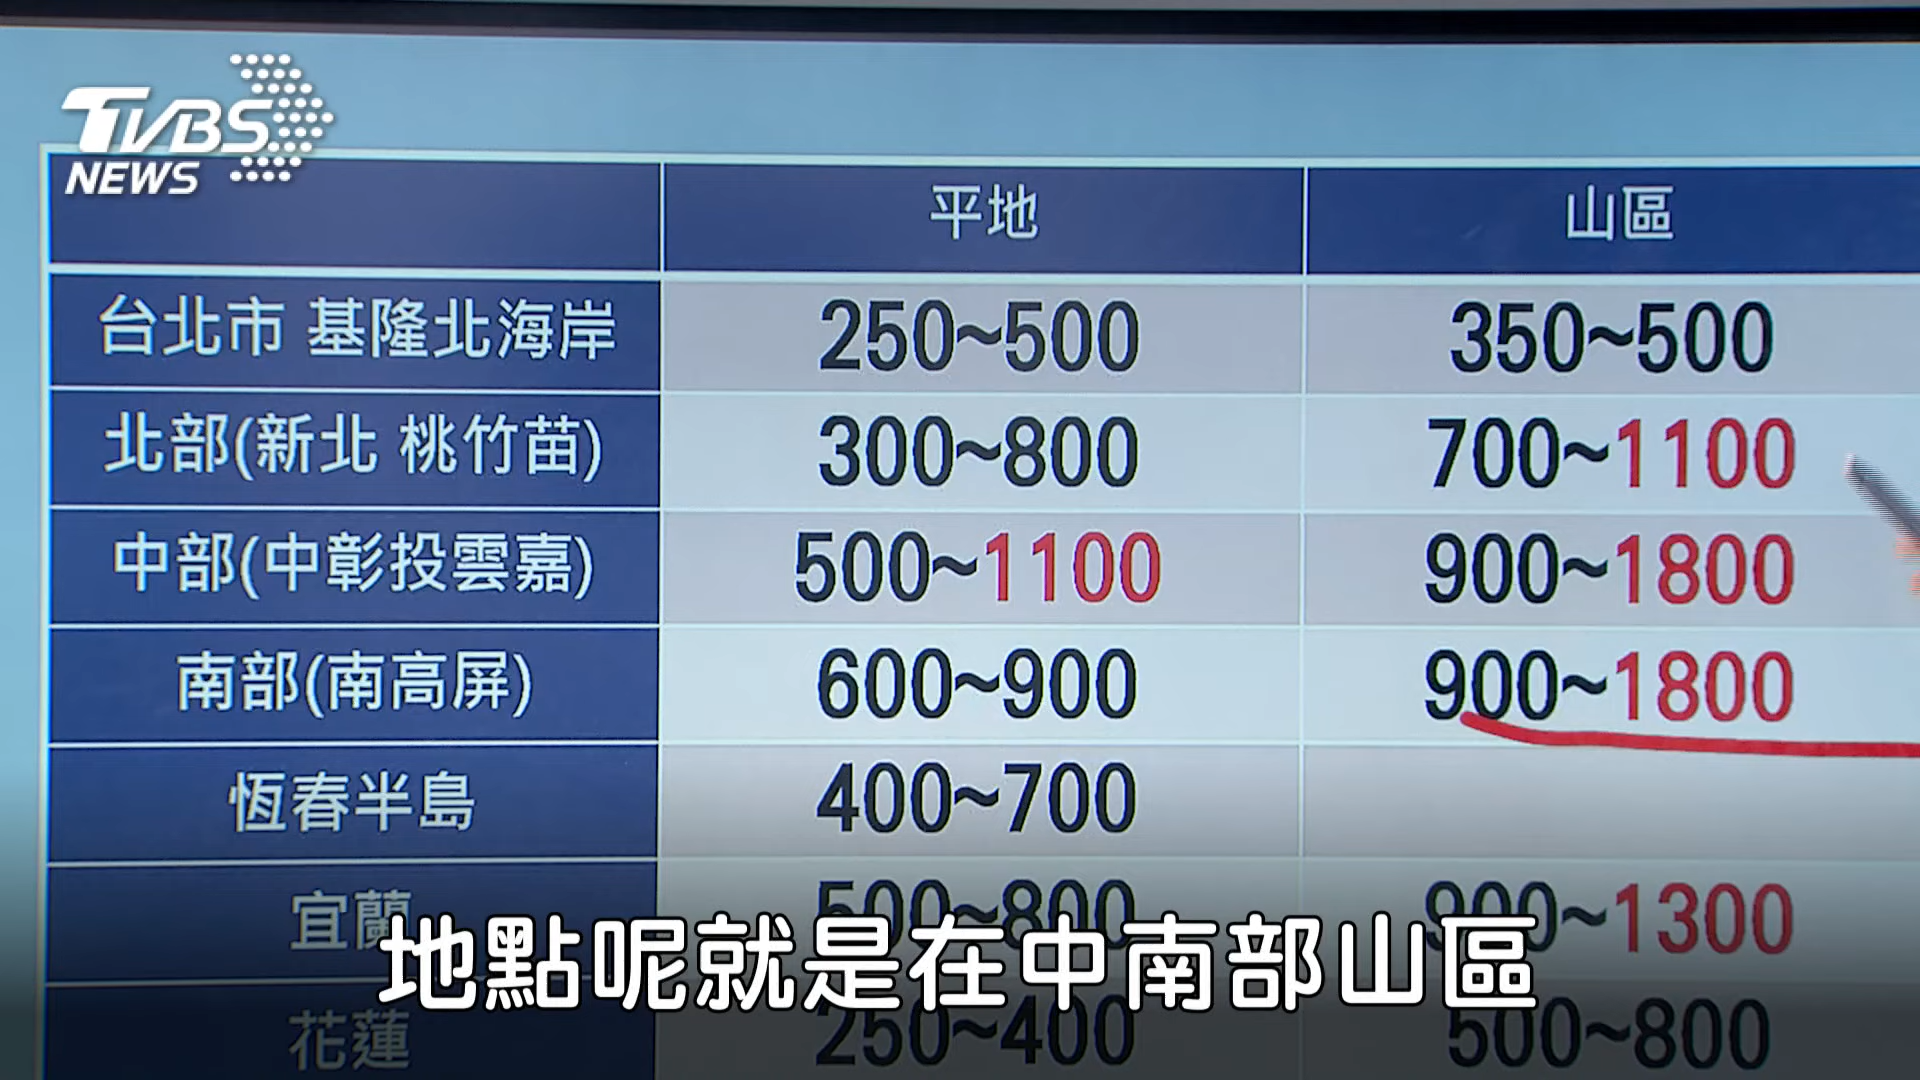 TVBS
NEWS
平地 山區
台北市 基隆北海岸 250~500 350~500
北部(新北 桃竹苗) 300~800 700~1100
中部(中彰投雲嘉) 500~1100 900~1800
南部(南高屏) 600~900 900~1800
恆春半島 400~700
宜蘭 500~800 900~1300
地點呢就是在中南部山區
花蓮 250~400 500~800